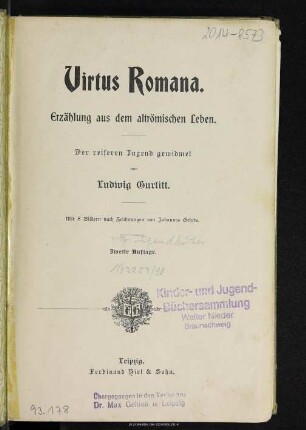 2014-8573
Virtus Romana.
Erzählung aus dem altrömischen Leben.
Der reiferen Jugend gewidmet
von
Ludwig Gurlitt.
Mit 8 Bildern nach Zeichnungen von Johannes
Zweite Auflage.
Kinder- und Jugend-
Büchersammlung
Walter Nieder
Braunschweig
Leipzig.
Ferdinand Hirt & Sohn.
Übergegangen in den Verlag von
Dr. Max Gehlen in Leipzig
93.178